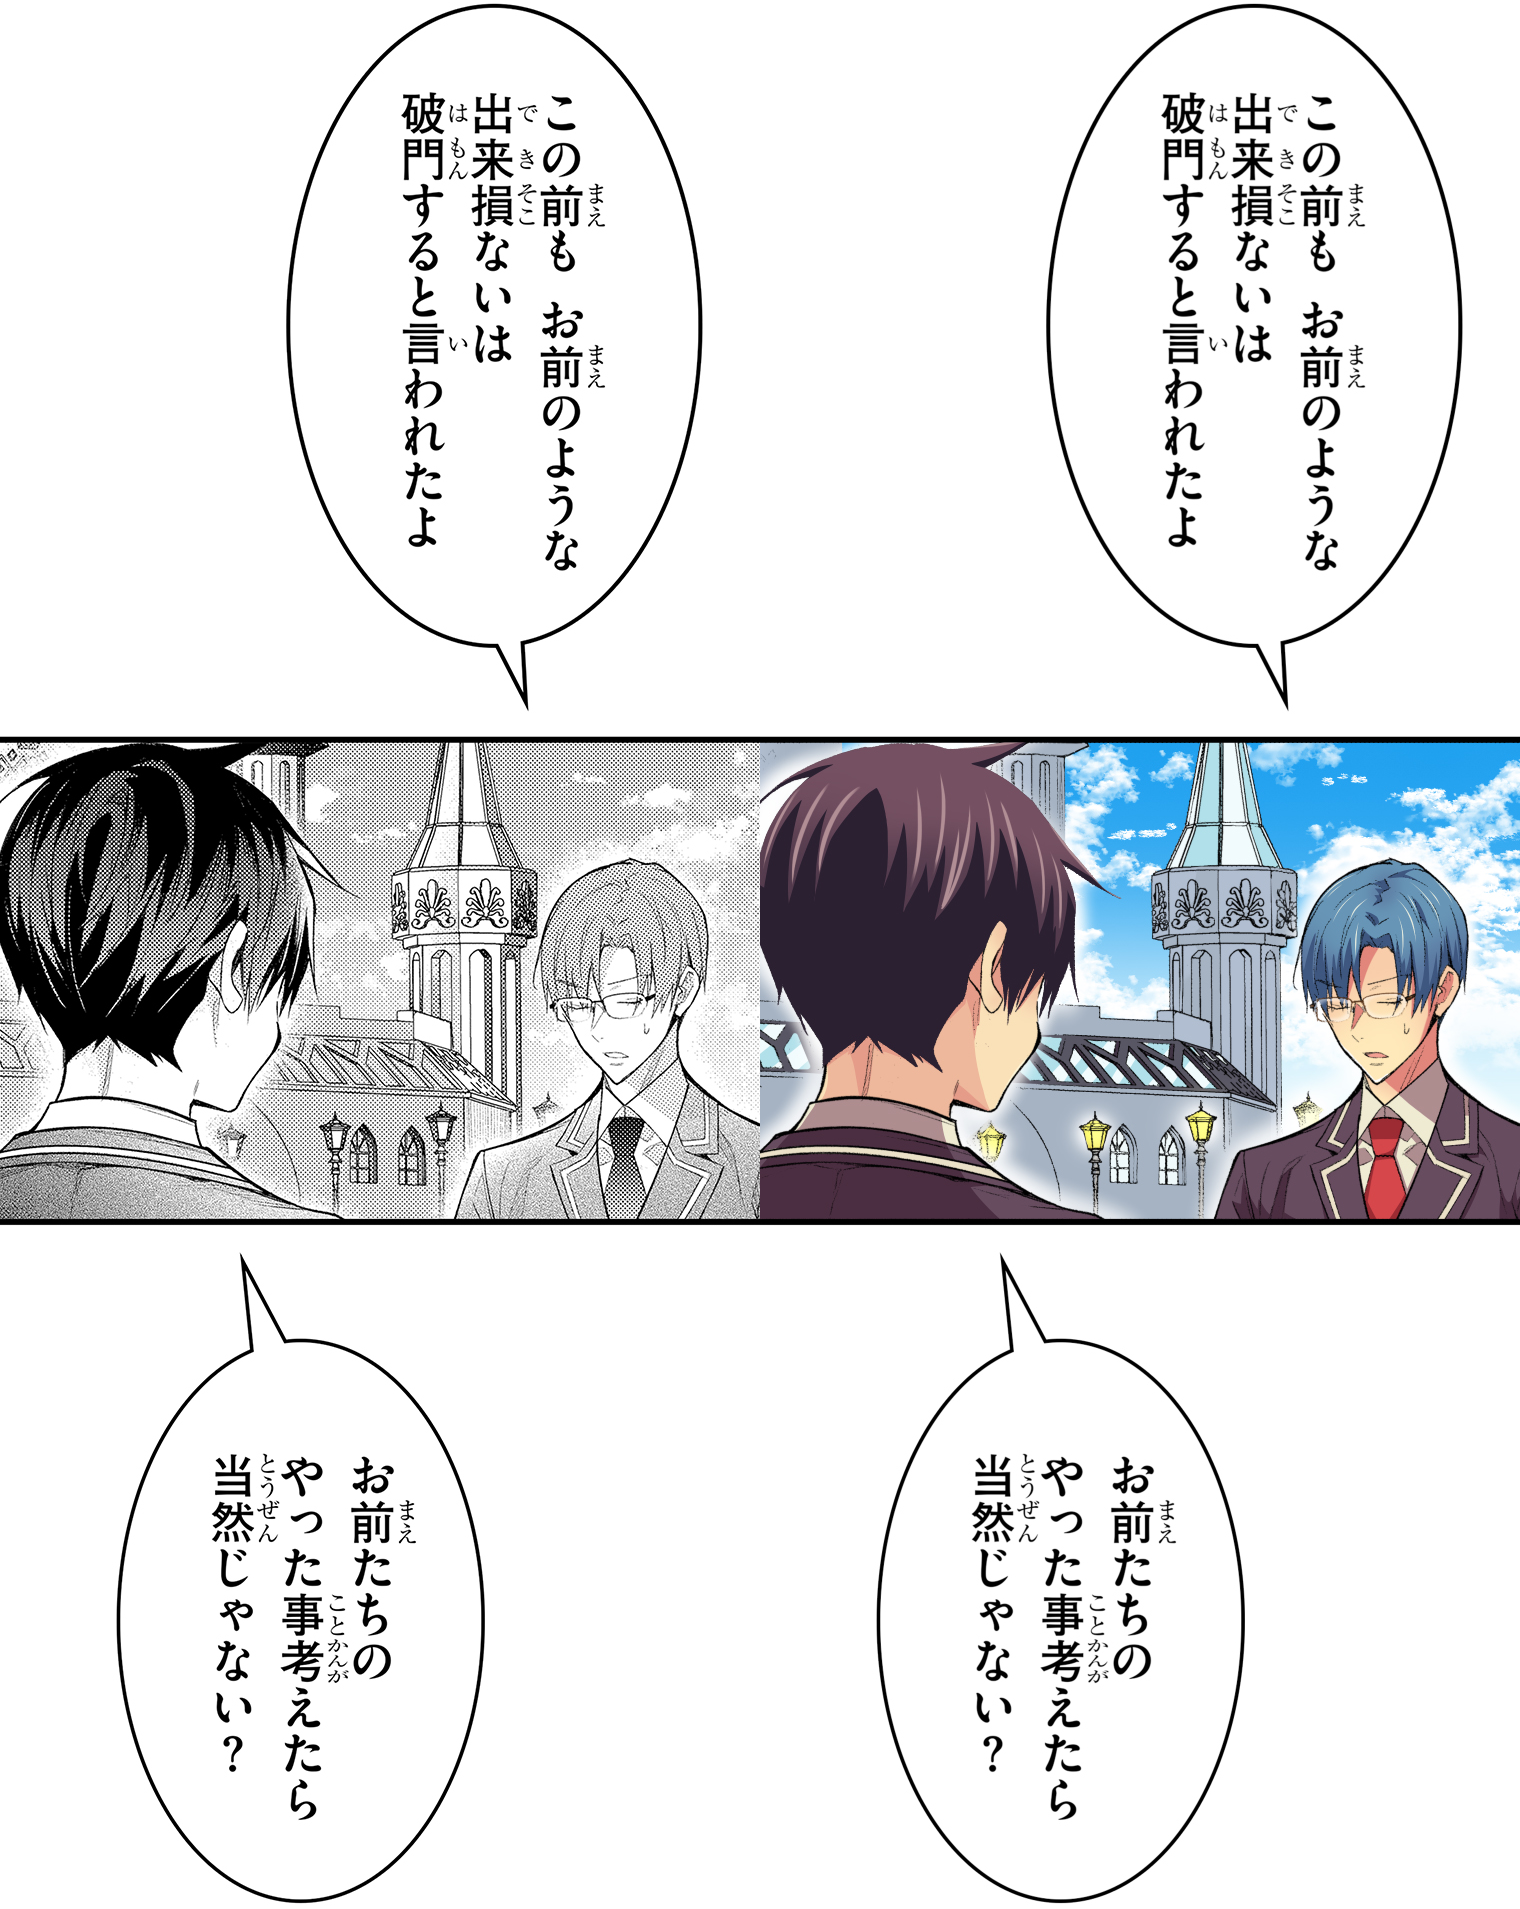 この前も お前のような
出来損ないは
破門すると言われたよ
お前たちの
やった事考えたら
当然じゃない？
この前も お前のような
出来損ないは
破門すると言われたよ
お前たちの
やった事考えたら
当然じゃない？